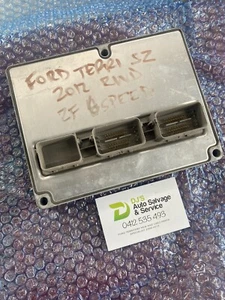 FORD TERRI SZ
2012 RWD
ZF 6SPEED
DJ'S
Auto Salvage
& Service
0412 535 493